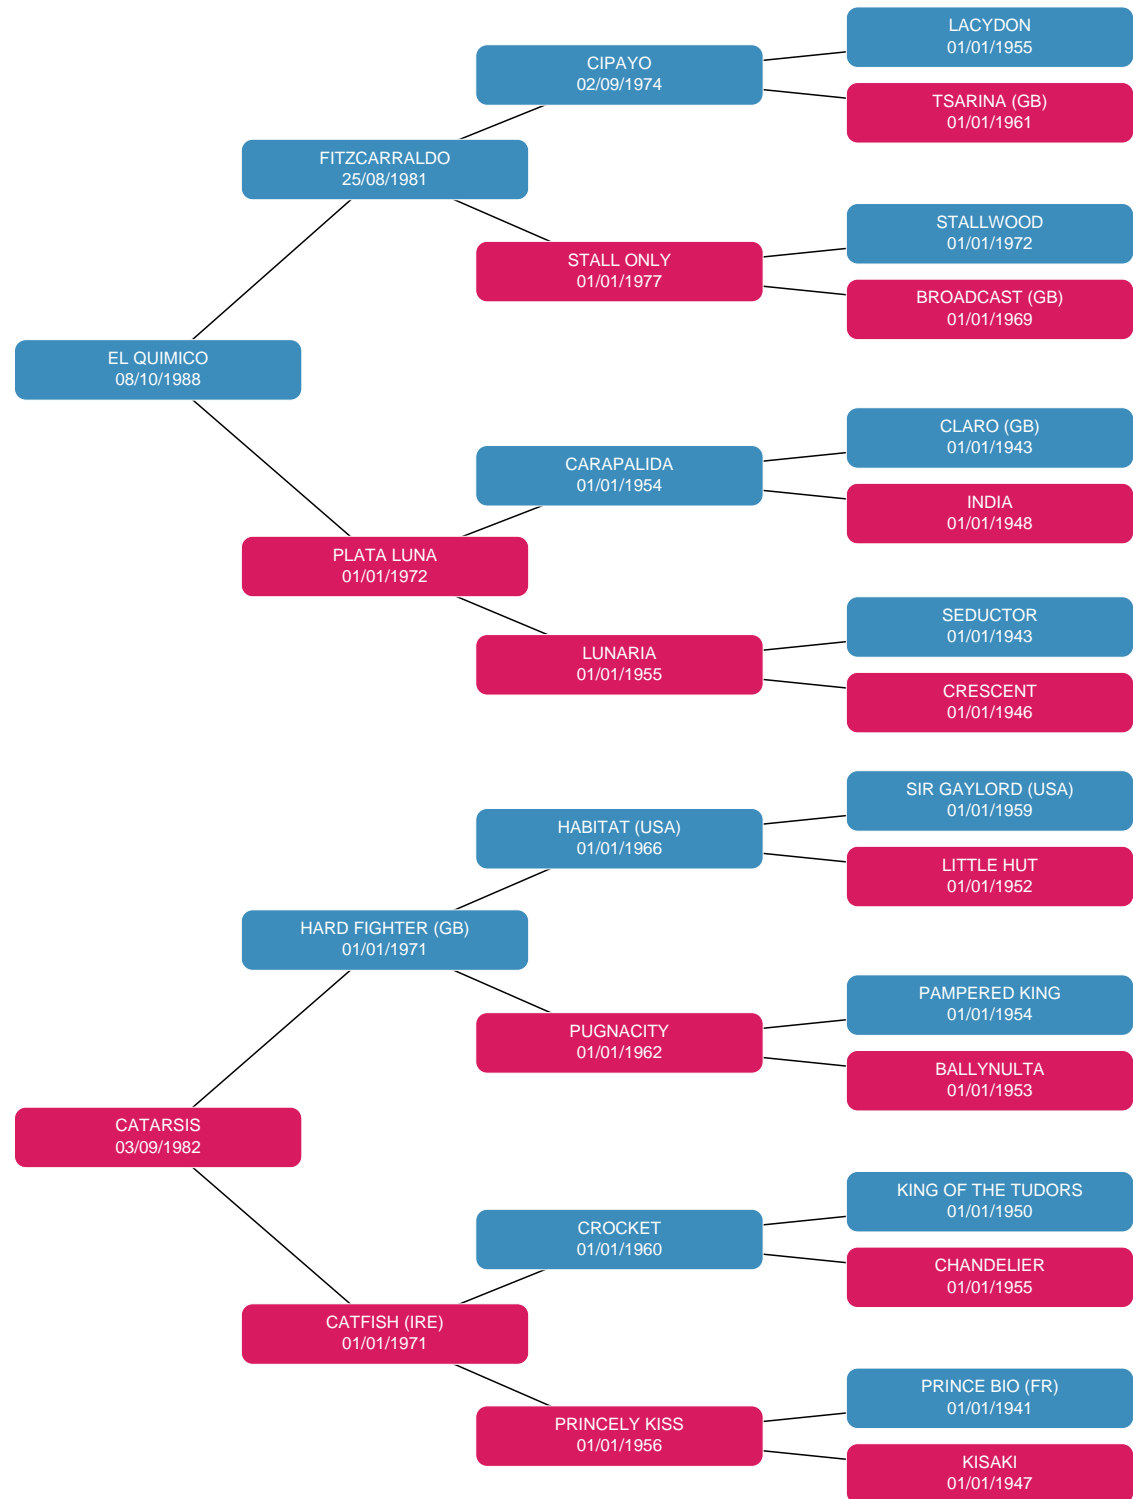 LACYDON
01/01/1955
CIPAYO
02/09/1974
TSARINA (GB)
01/01/1961
FITZCARRALDO
25/08/1981
STALLWOOD
01/01/1972
STALL ONLY
01/01/1977
BROADCAST (GB)
01/01/1969
EL QUIMICO
08/10/1988
CLARO (GB)
01/01/1943
CARAPALIDA
01/01/1954
INDIA
01/01/1948
PLATA LUNA
01/01/1972
SEDUCTOR
01/01/1943
LUNARIA
01/01/1955
CRESCENT
01/01/1946
SIR GAYLORD (USA)
01/01/1959
HABITAT (USA)
01/01/1966
LITTLE HUT
01/01/1952
HARD FIGHTER (GB)
01/01/1971
PAMPERED KING
01/01/1954
PUGNACITY
01/01/1962
BALLYNULTA
01/01/1953
CATARSIS
03/09/1982
KING OF THE TUDORS
01/01/1950
CROCKET
01/01/1960
CHANDELIER
01/01/1955
CATFISH (IRE)
01/01/1971
PRINCE BIO (FR)
01/01/1941
PRINCELY KISS
01/01/1956
KISAKI
01/01/1947